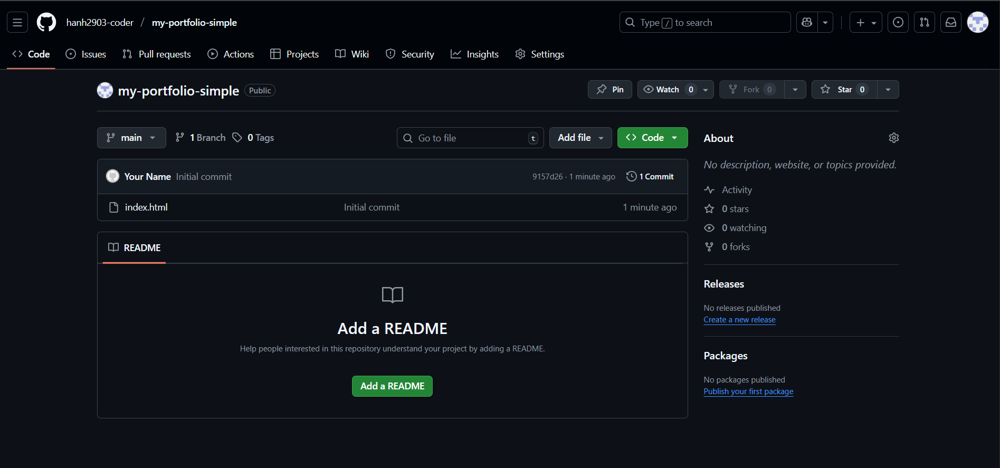 hanh2903-coder / my-portfolio-simple
Type / to search
Code Issues Pull requests Actions Projects Wiki Security Insights Settings
my-portfolio-simple Public
Pin Watch 0 Fork 0 Star 0
main 1 Branch 0 Tags Go to file t Add file Code
Your Name Initial commit 9157d26 · 1 minute ago 1 Commit
index.html Initial commit 1 minute ago
README
Add a README
Help people interested in this repository understand your project by adding a README.
Add a README
About
No description, website, or topics provided.
Activity
0 stars
0 watching
0 forks
Releases
No releases published
Create a new release
Packages
No packages published
Publish your first package